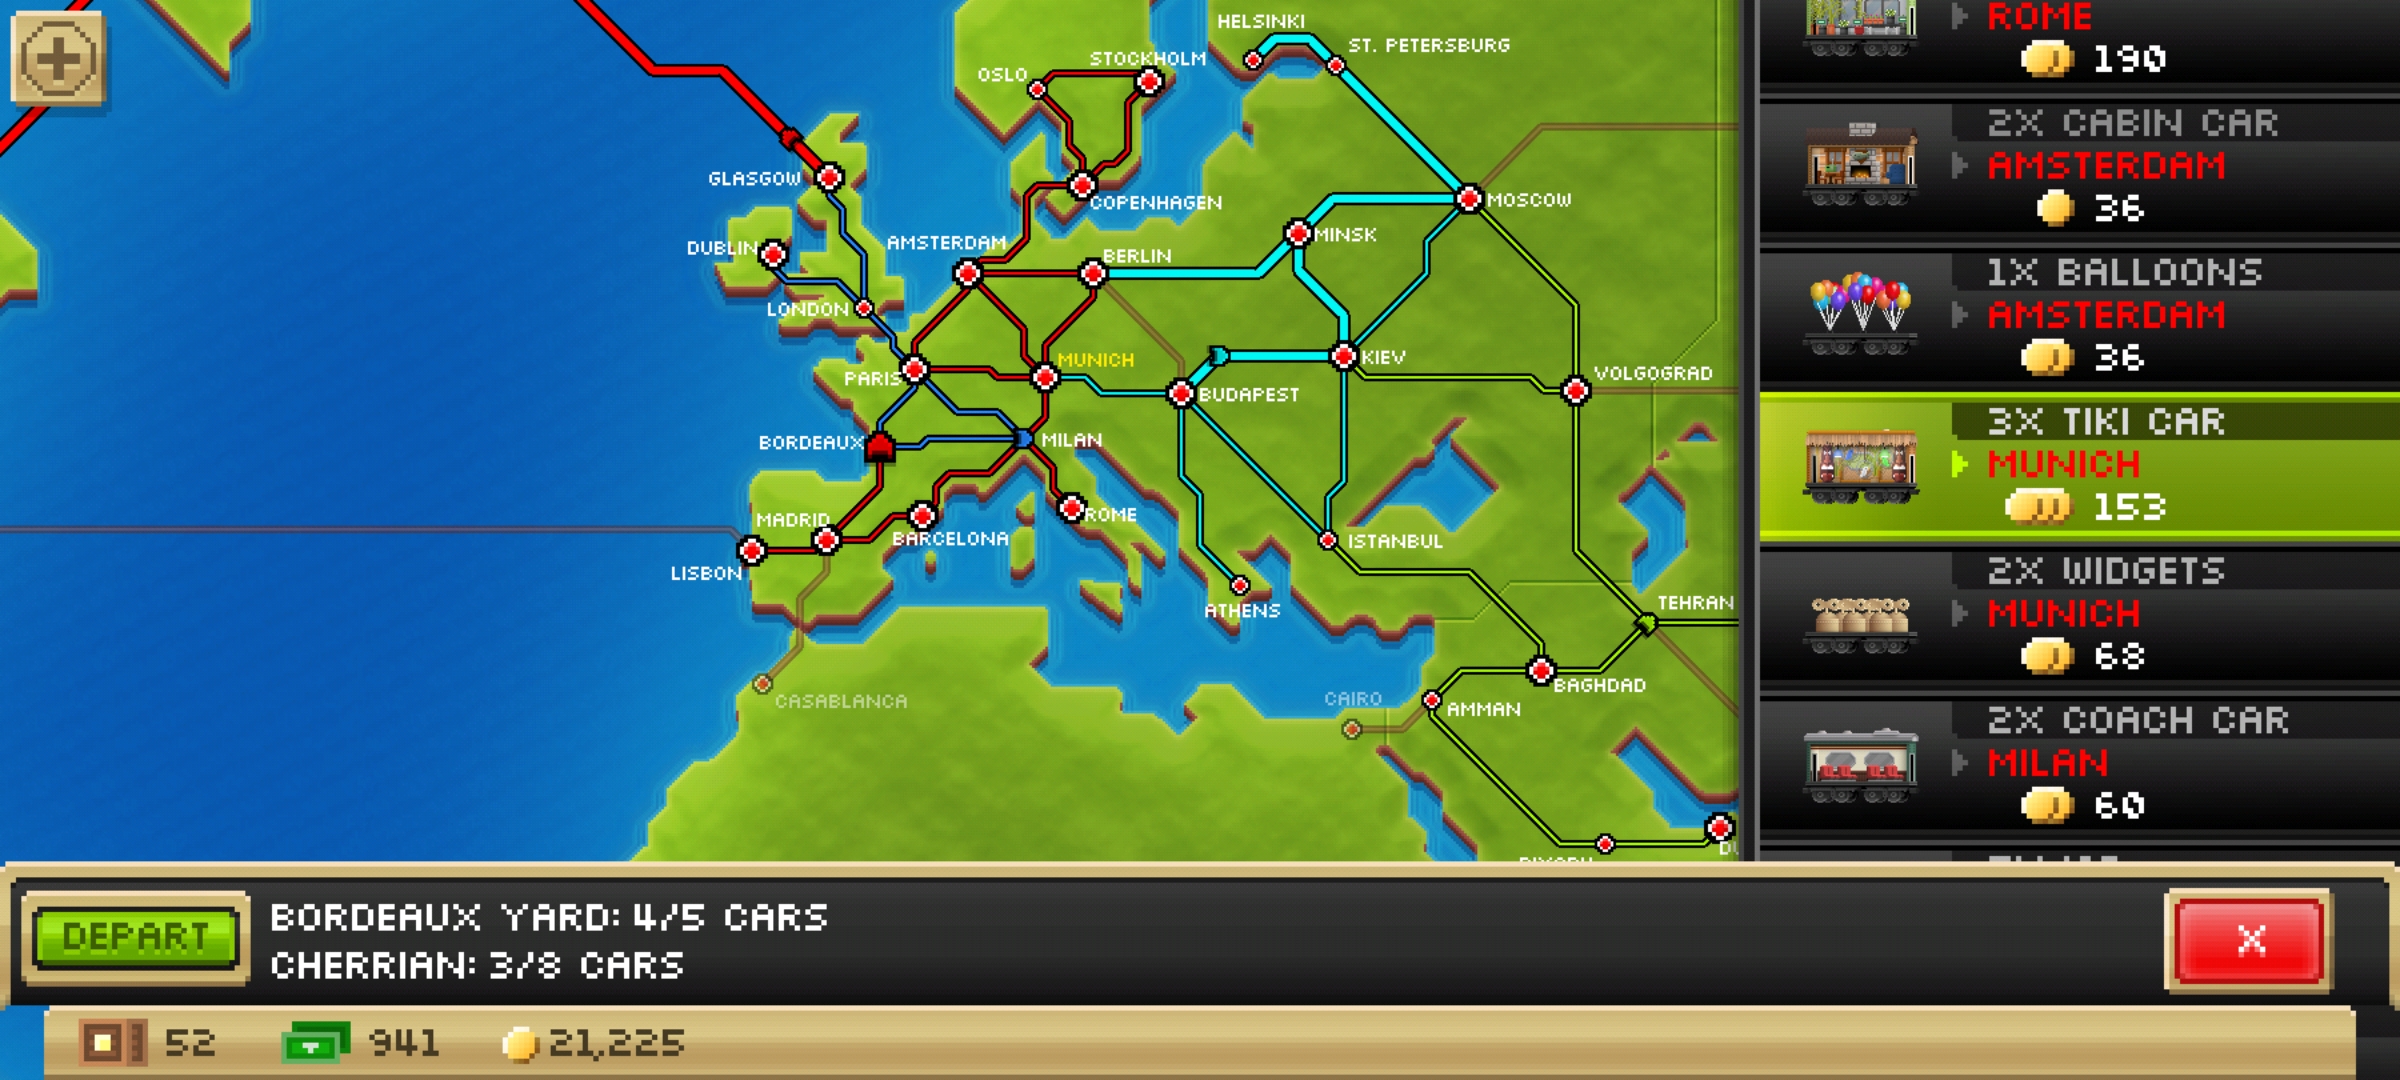 HELSINKI
ST. PETERSBURG
STOCKHOLM
OSLO
GLASGOW
COPENHAGEN
MOSCOW
MINSK
DUBLIN
AMSTERDAM
BERLIN
LONDON
PARIS
MUNICH
KIEV
BUDAPEST
VOLGOGRAD
BORDEAUX
MILAN
MADRID
BARCELONA
ROME
ISTANBUL
LISBON
ATHENS
TEHRAN
CASABLANCA
CAIRO
AMMAN
BAGHDAD
ROME
190
2X CABIN CAR
AMSTERDAM
36
1X BALLOONS
AMSTERDAM
36
3X TIKI CAR
MUNICH
153
2X WIDGETS
MUNICH
68
2X COACH CAR
MILAN
60
DEPART
BORDEAUX YARD: 4/5 CARS
CHERRIAN: 3/8 CARS
X
52
941
21,225